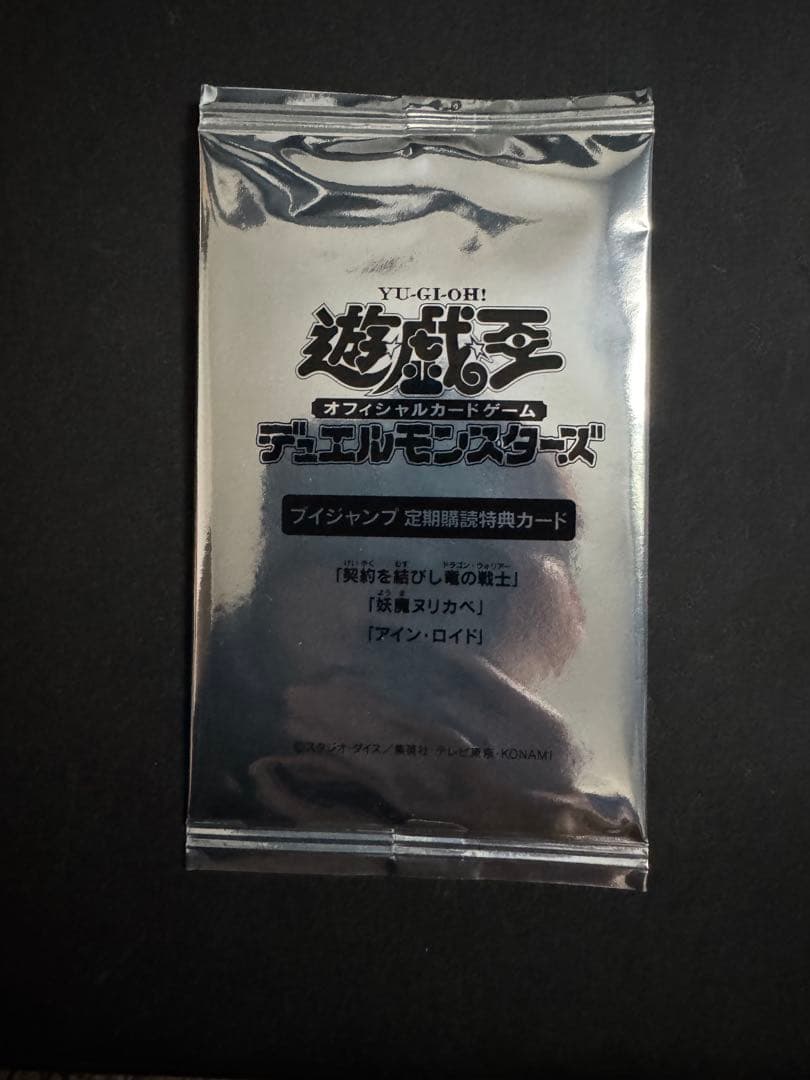 YU-GI-OH!
遊☆戯☆王
オフィシャルカードゲーム
デュエルモンスターズ
ブイジャンプ 定期購読特典カード
けいやく むす ドラゴン・ウォリアー
「契約を結びし竜の戦士」
ようま
「妖魔ヌリカベ」
「アイン・ロイド」
©スタジオ・ダイス／集英社 テレビ東京・KONAMI